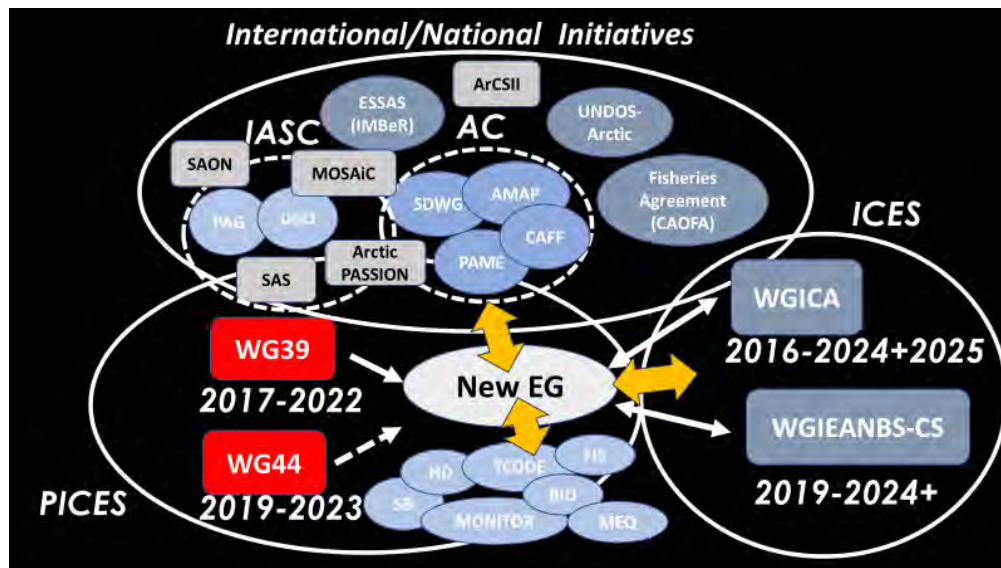 International/National Initiatives
ArCSII
ESSAS
(IMBeR)
UNDOS-
Arctic
IASC
AC
SAON
MOSAiC
Fisheries
Agreement
(CAOFA)
SDWG
AMAP
PAG
CAFF
PAME
Arctic
PASSION
SAS
ICES
WGICA
2016-2024+2025
WG39
2017-2022
New EG
WGIEANBS-CS
2019-2024+
WG44
2019-2023
PICES
HD
TCODE
FIS
SB
BIO
MONITOR
MEQ